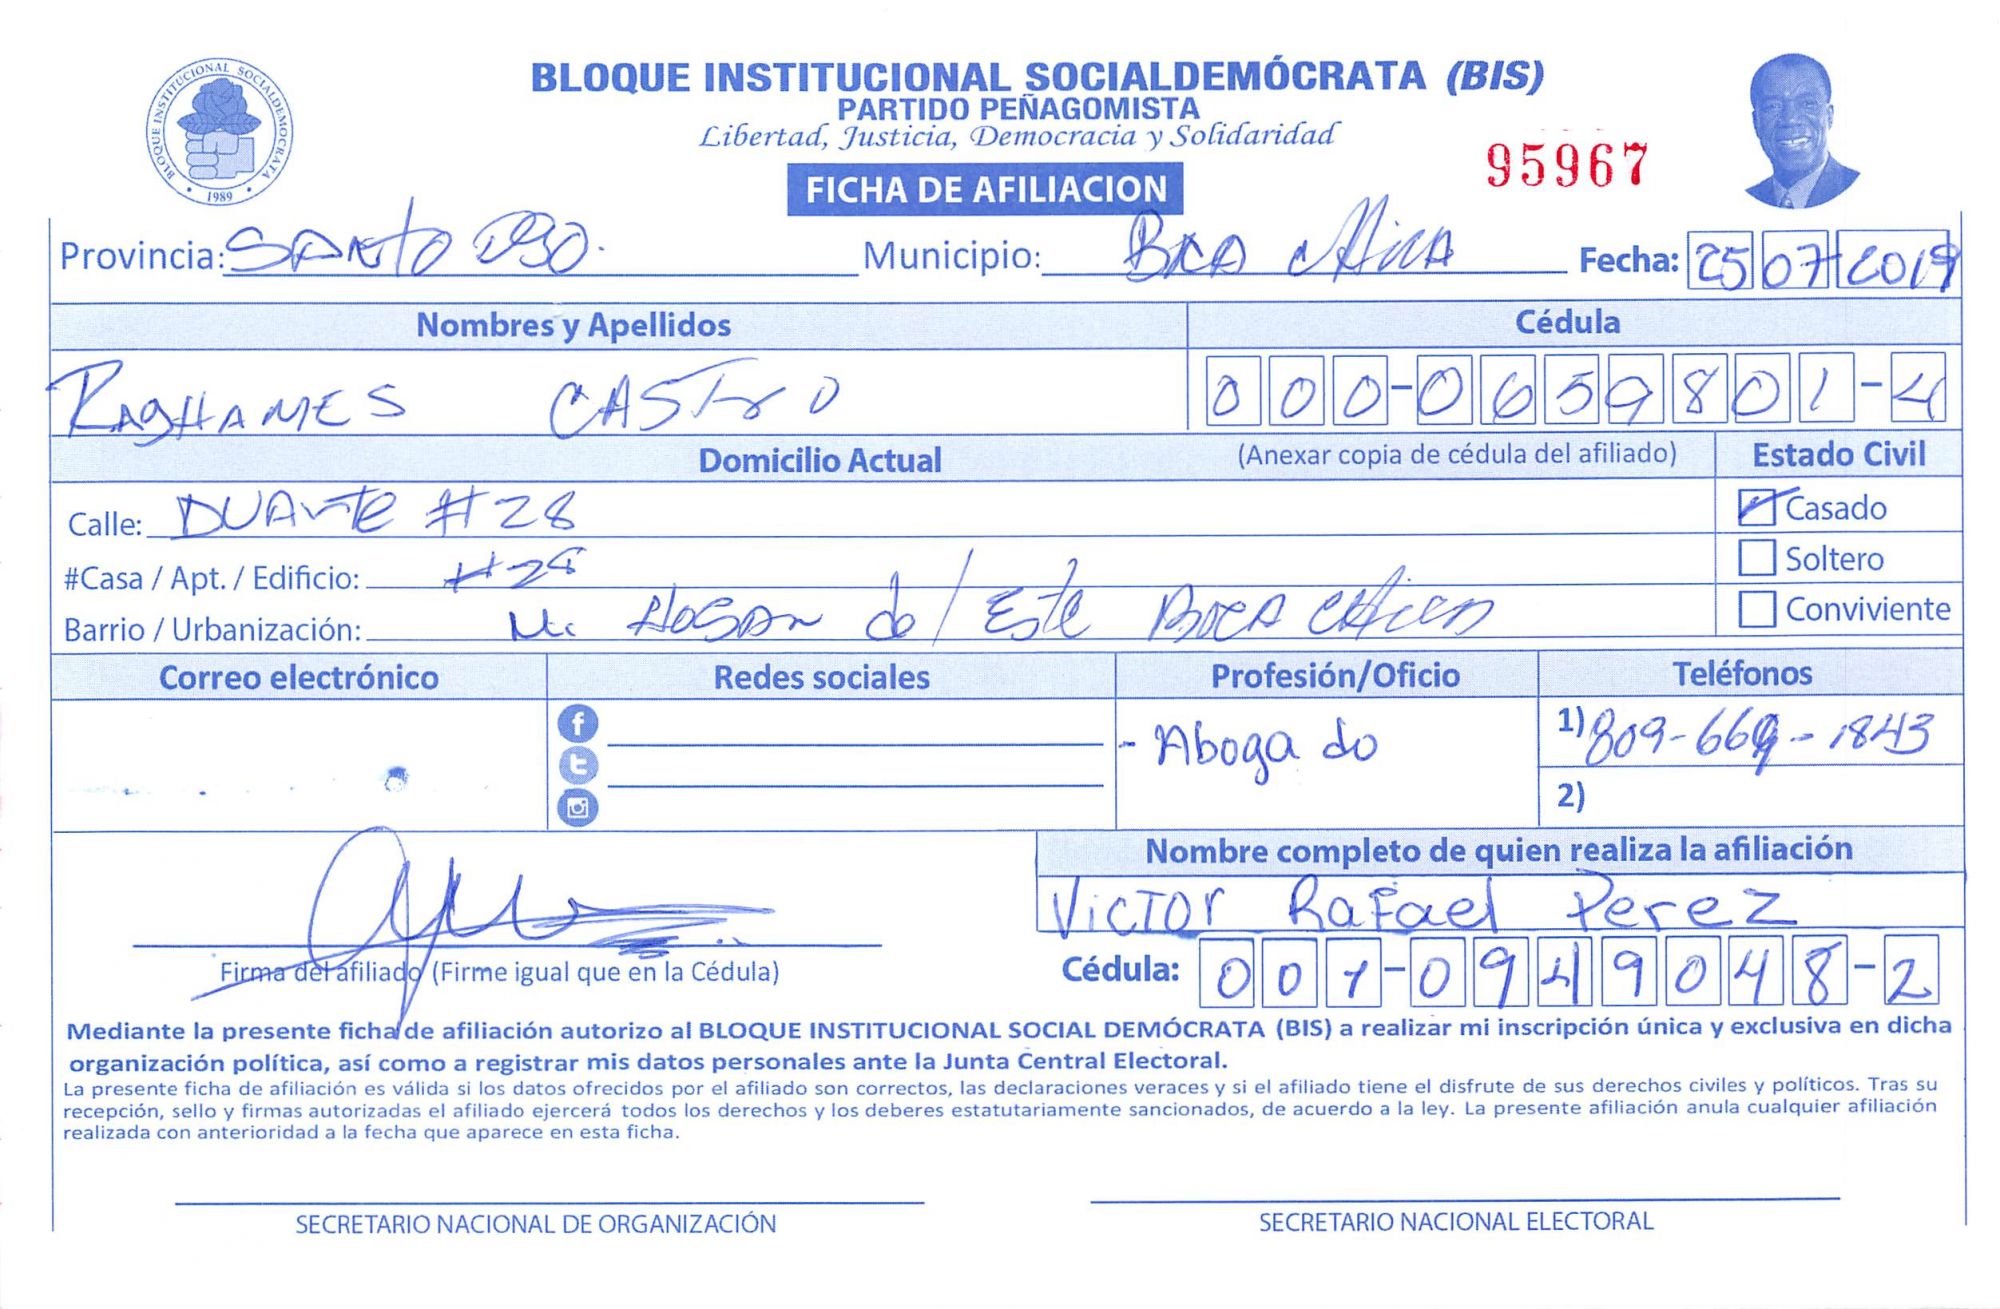 BLOQUE INSTITUCIONAL SOCIALDEMOCRATA
1989
BLOQUE INSTITUCIONAL SOCIALDEMÓCRATA (BIS)
PARTIDO PEÑAGOMISTA
Libertad, Justicia, Democracia y Solidaridad
95967
FICHA DE AFILIACION
Provincia: SANTO DGO. Municipio: BOCA CHICA Fecha: 25 07 2019
Nombres y Apellidos Cédula
RAGHAMES CASTRO 000-0659801-4
Domicilio Actual (Anexar copia de cédula del afiliado) Estado Civil
Calle: DUARTE #28 Casado
#Casa / Apt. / Edificio: #28 Soltero
Barrio / Urbanización: del Este BOCA CHICA Conviviente
Correo electrónico Redes sociales Profesión/Oficio Teléfonos
- Abogado 1) 809-669-1843
2)
Nombre completo de quien realiza la afiliación
VICTOR RaFael Perez
Firma del afiliado (Firme igual que en la Cédula) Cédula: 001-0949048-2
Mediante la presente ficha de afiliación autorizo al BLOQUE INSTITUCIONAL SOCIAL DEMÓCRATA (BIS) a realizar mi inscripción única y exclusiva en dicha
organización política, así como a registrar mis datos personales ante la Junta Central Electoral.
La presente ficha de afiliación es válida si los datos ofrecidos por el afiliado son correctos, las declaraciones veraces y si el afiliado tiene el disfrute de sus derechos civiles y políticos. Tras su
recepción, sello y firmas autorizadas el afiliado ejercerá todos los derechos y los deberes estatutariamente sancionados, de acuerdo a la ley. La presente afiliación anula cualquier afiliación
realizada con anterioridad a la fecha que aparece en esta ficha.
SECRETARIO NACIONAL DE ORGANIZACIÓN SECRETARIO NACIONAL ELECTORAL